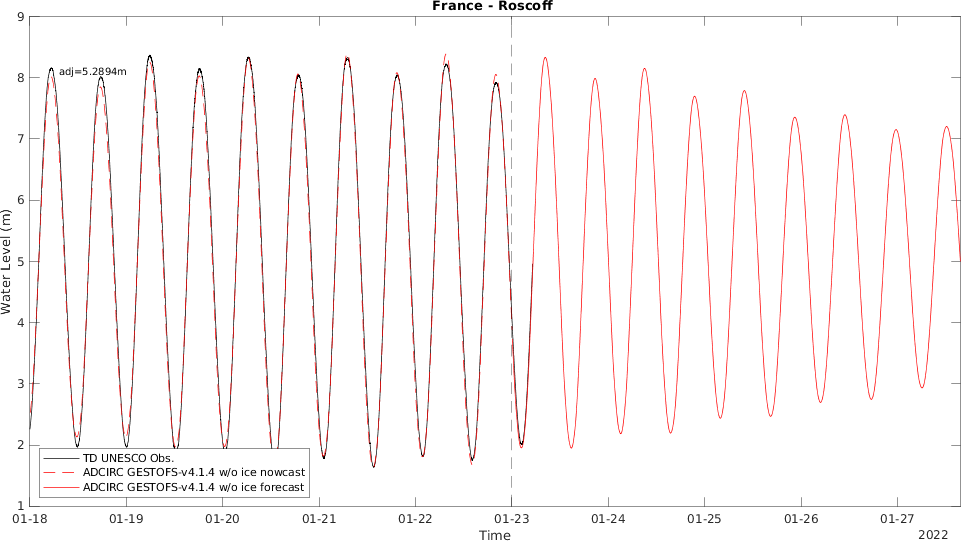 France - Roscoff
9
8
7
6
5
4
3
2
1
Water Level (m)
adj=5.2894m
TD UNESCO Obs.
ADCIRC GESTOFS-v4.1.4 w/o ice nowcast
ADCIRC GESTOFS-v4.1.4 w/o ice forecast
01-18 01-19 01-20 01-21 01-22 01-23 01-24 01-25 01-26 01-27
Time
2022